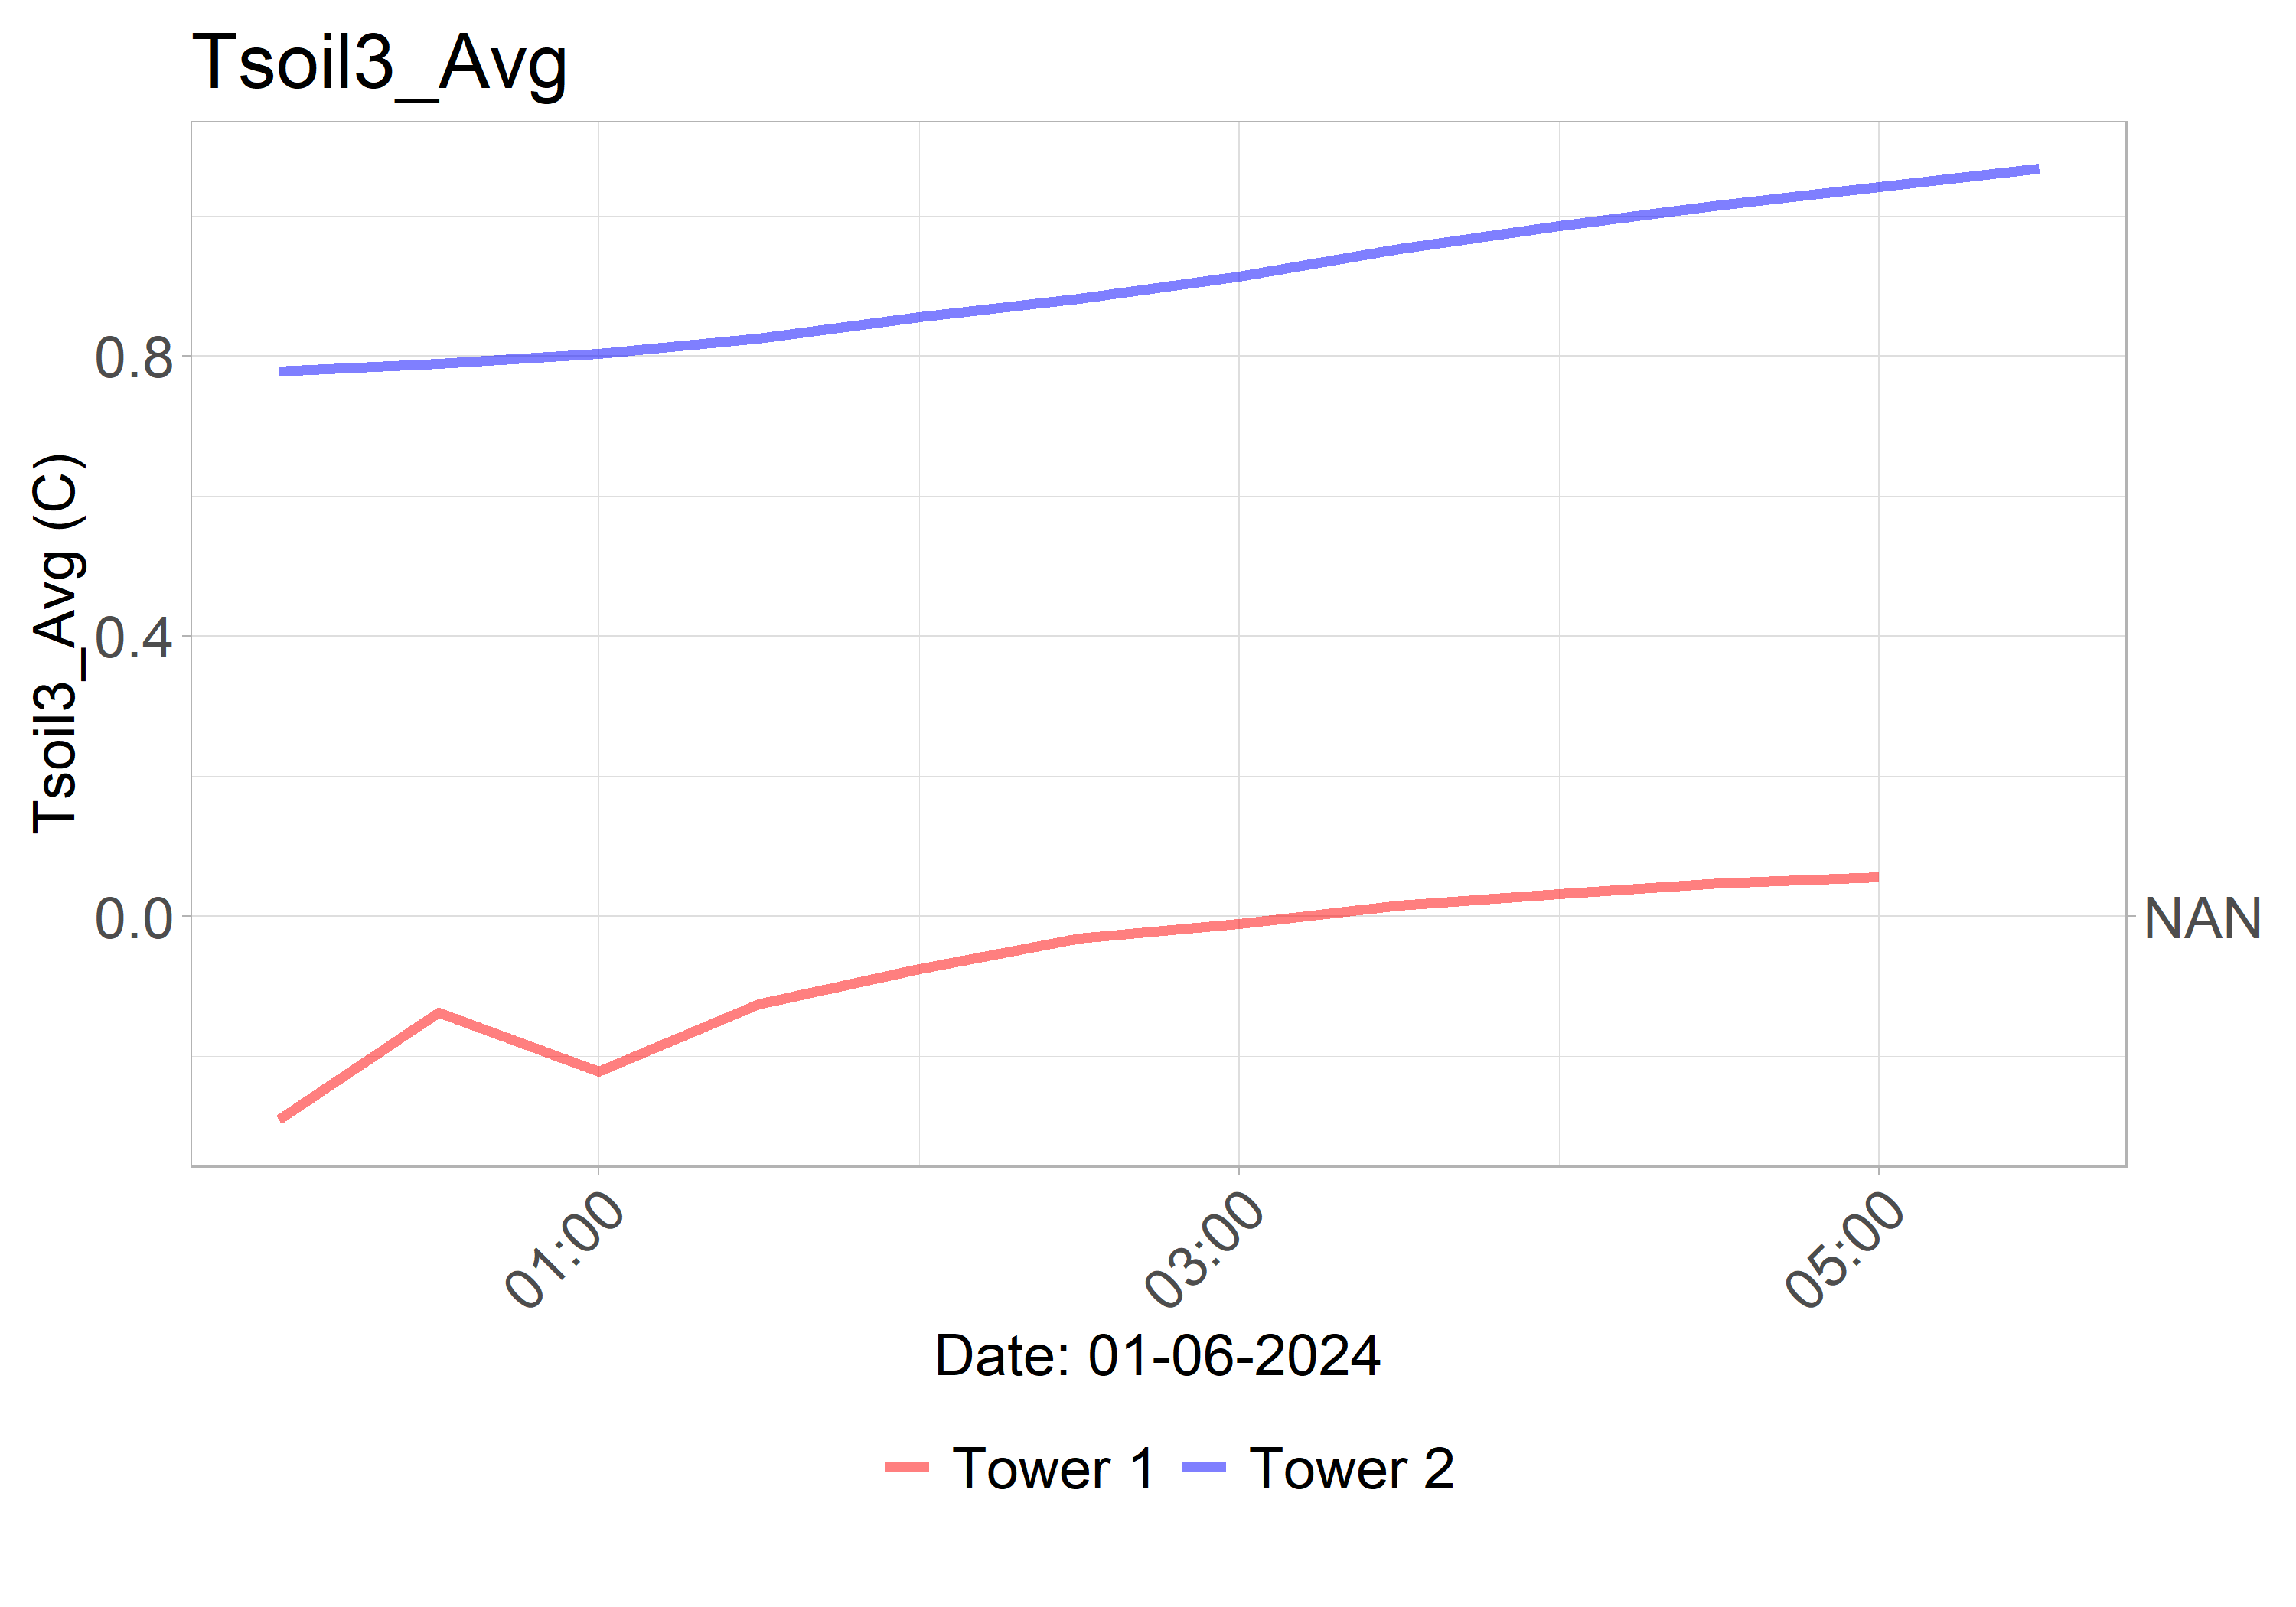 Tsoil3_Avg
Tsoil3_Avg (C)
0.8
0.4
0.0
NAN
01:00
03:00
05:00
Date: 01-06-2024
Tower 1
Tower 2